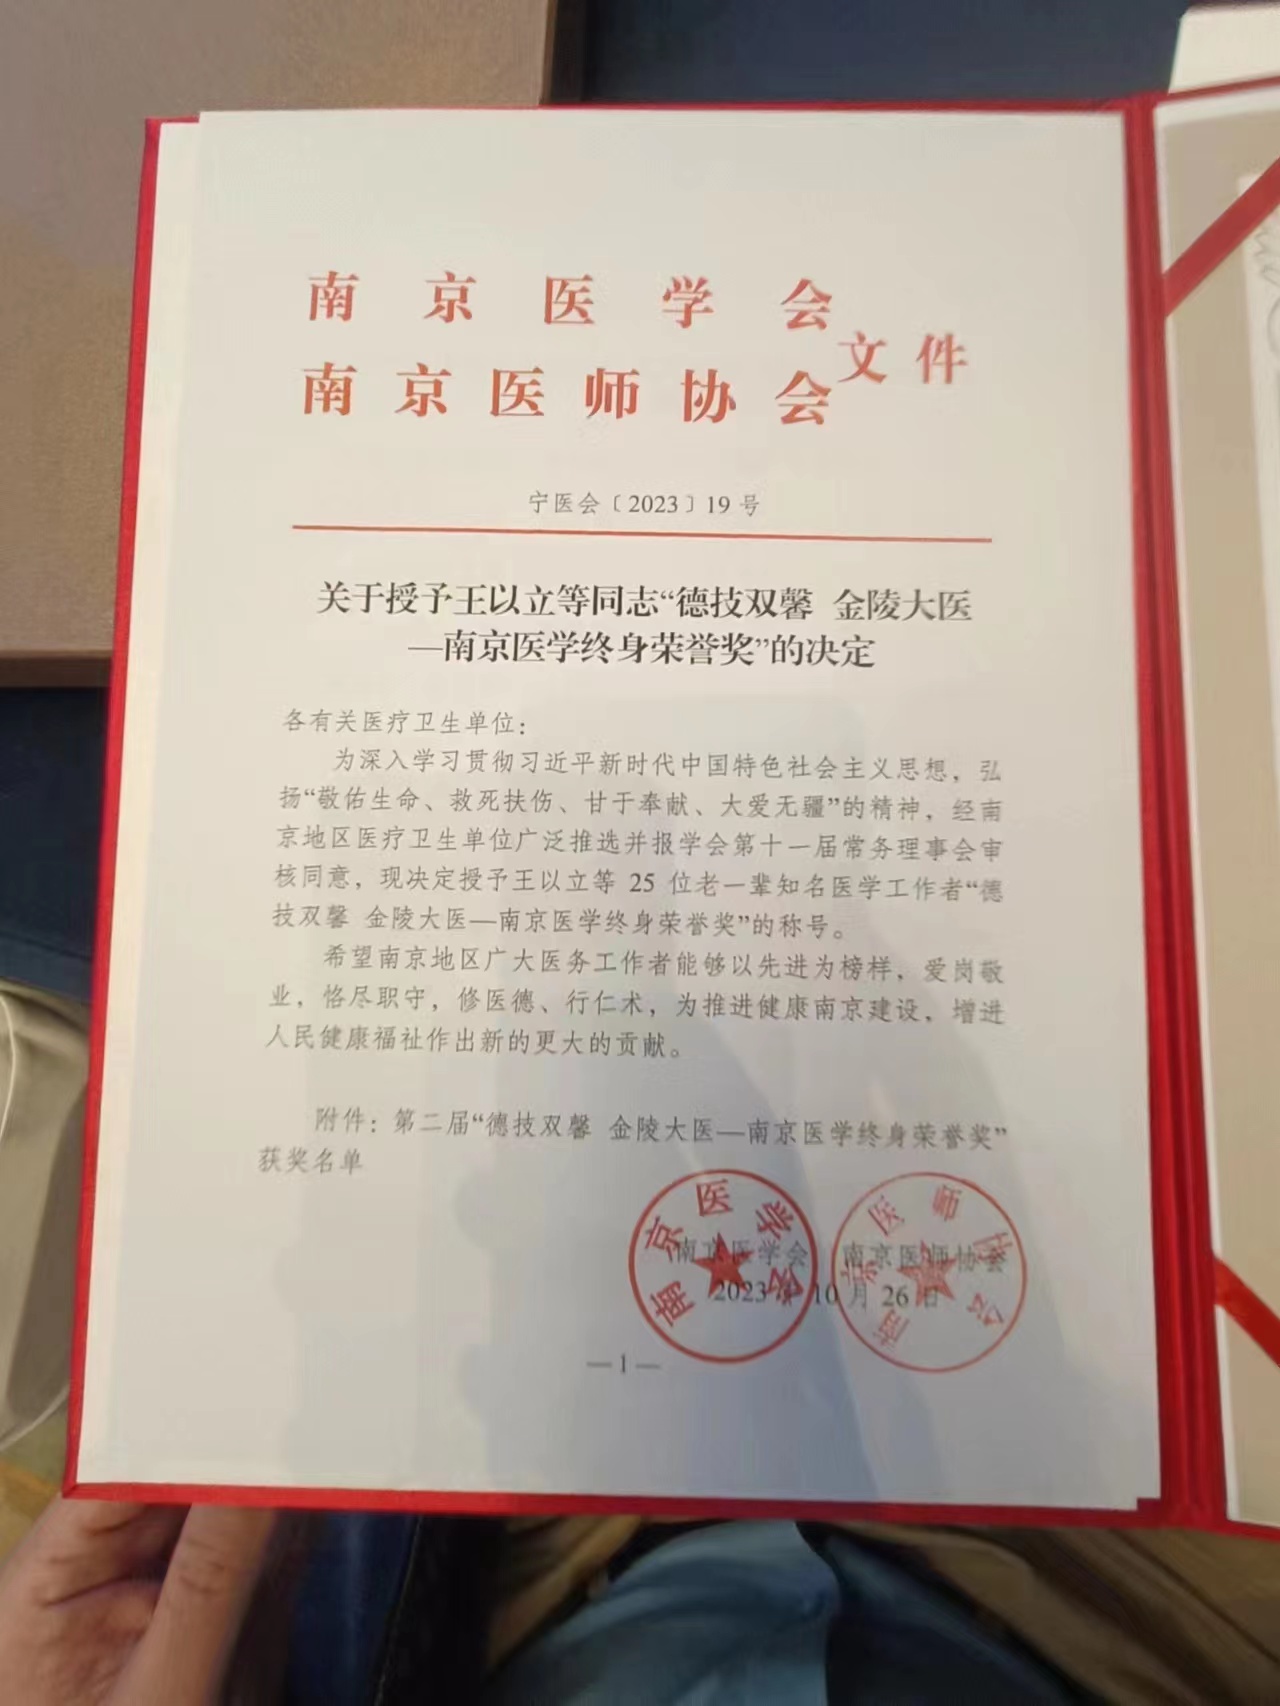 南京医学会
南京医师协会
文件
宁医会〔2023〕19号
关于授予王以立等同志“德技双馨 金陵大医
—南京医学终身荣誉奖”的决定
各有关医疗卫生单位：
为深入学习贯彻习近平新时代中国特色社会主义思想，弘
扬“敬佑生命、救死扶伤、甘于奉献、大爱无疆”的精神，经南
京地区医疗卫生单位广泛推选并报学会第十一届常务理事会审
核同意，现决定授予王以立等 25 位老一辈知名医学工作者“德
技双馨 金陵大医—南京医学终身荣誉奖”的称号。
希望南京地区广大医务工作者能够以先进为榜样，爱岗敬
业，恪尽职守，修医德、行仁术，为推进健康南京建设，增进
人民健康福祉作出新的更大的贡献。
附件：第二届“德技双馨 金陵大医—南京医学终身荣誉奖”
获奖名单
南京医学会 南京医师协会
2023年10月26日
南京医学会
南京医师协会
—1—